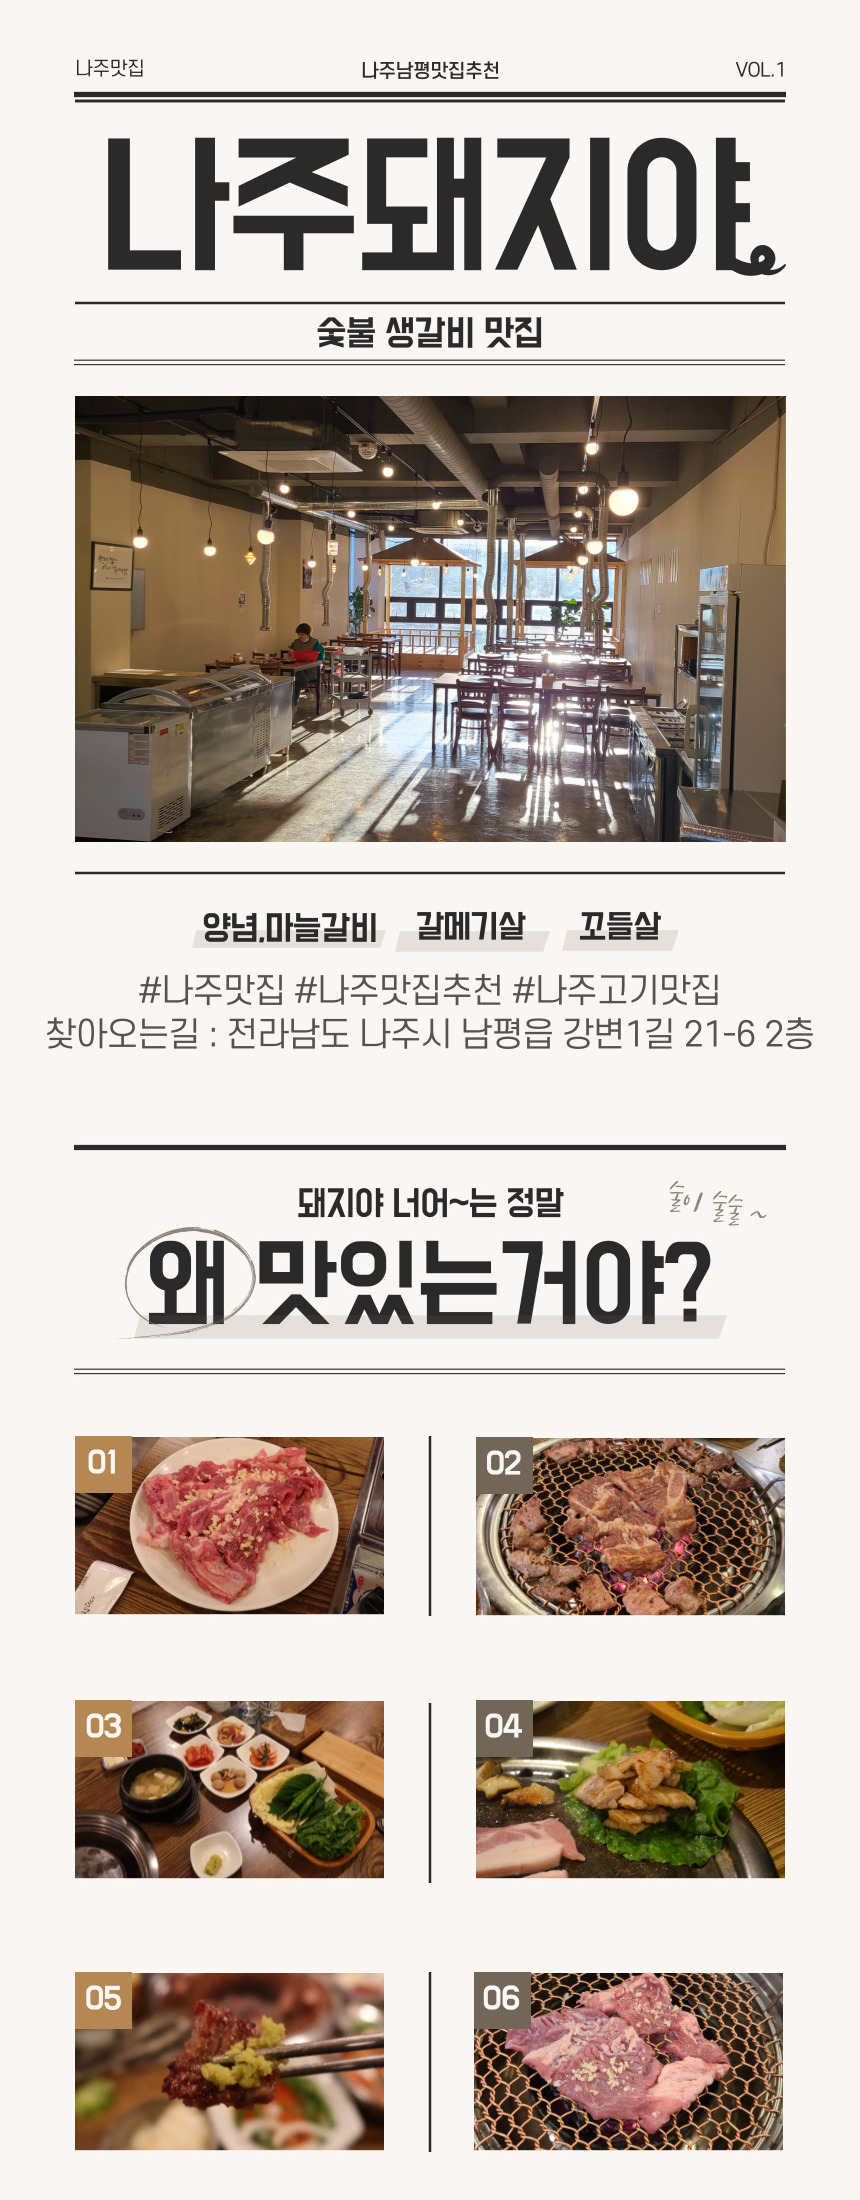 나주맛집 나주남평맛집추천 VOL.1
나주돼지야
숯불 생갈비 맛집
양념,마늘갈비 갈메기살 꼬들살
#나주맛집 #나주맛집추천 #나주고기맛집
찾아오는길 : 전라남도 나주시 남평읍 강변1길 21-6 2층
돼지야 너어~는 정말
술이 술술~
왜 맛있는거야?
01
02
03
04
05
06